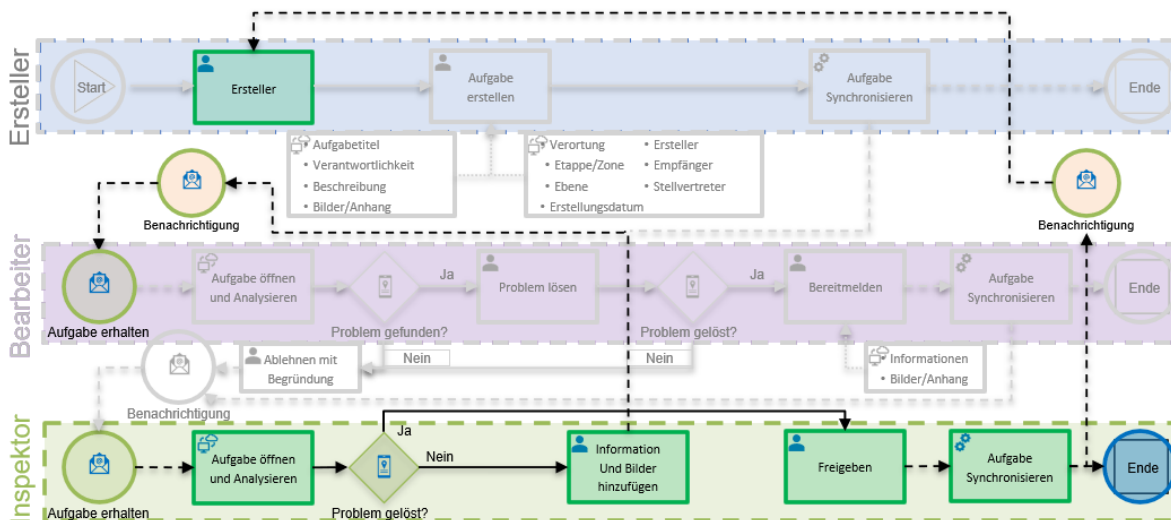 Ersteller
Start
Ersteller
Aufgabe
erstellen
Aufgabe
Synchronisieren
Ende
Aufgabetitel
• Verantwortlichkeit
• Beschreibung
• Bilder/Anhang
Verortung
• Etappe/Zone
• Ebene
• Erstellungsdatum
• Ersteller
• Empfänger
• Stellvertreter
Benachrichtigung
Benachrichtigung
Bearbeiter
Aufgabe erhalten
Aufgabe öffnen
und Analysieren
Problem gefunden?
Ja
Nein
Problem lösen
Problem gelöst?
Ja
Nein
Bereitmelden
Aufgabe
Synchronisieren
Ende
Benachrichtigung
Ablehnen mit
Begründung
Informationen
• Bilder/Anhang
Inspektor
Aufgabe erhalten
Aufgabe öffnen
und Analysieren
Problem gelöst?
Ja
Nein
Information
Und Bilder
hinzufügen
Freigeben
Aufgabe
Synchronisieren
Ende